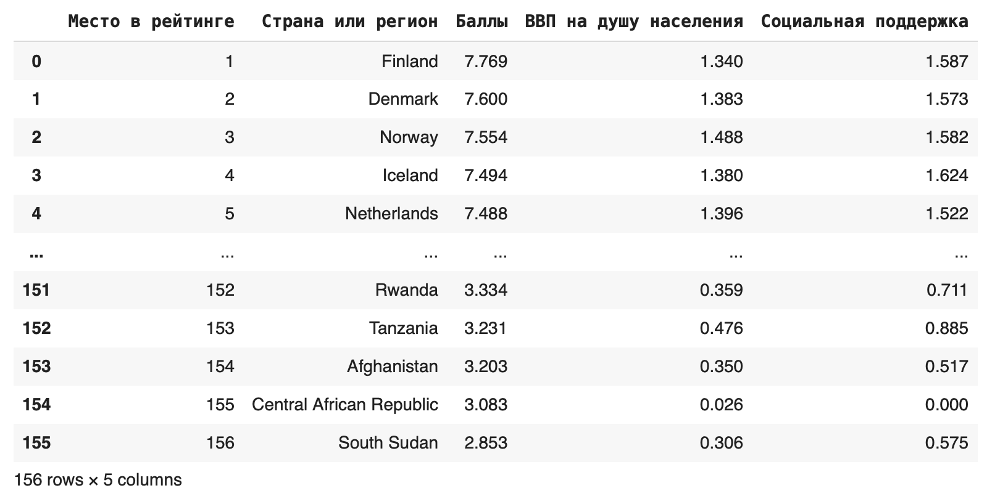 Место в рейтинге Страна или регион Баллы ВВП на душу населения Социальная поддержка
0 1 Finland 7.769 1.340 1.587
1 2 Denmark 7.600 1.383 1.573
2 3 Norway 7.554 1.488 1.582
3 4 Iceland 7.494 1.380 1.624
4 5 Netherlands 7.488 1.396 1.522
... ... ... ... ... ...
151 152 Rwanda 3.334 0.359 0.711
152 153 Tanzania 3.231 0.476 0.885
153 154 Afghanistan 3.203 0.350 0.517
154 155 Central African Republic 3.083 0.026 0.000
155 156 South Sudan 2.853 0.306 0.575
156 rows × 5 columns